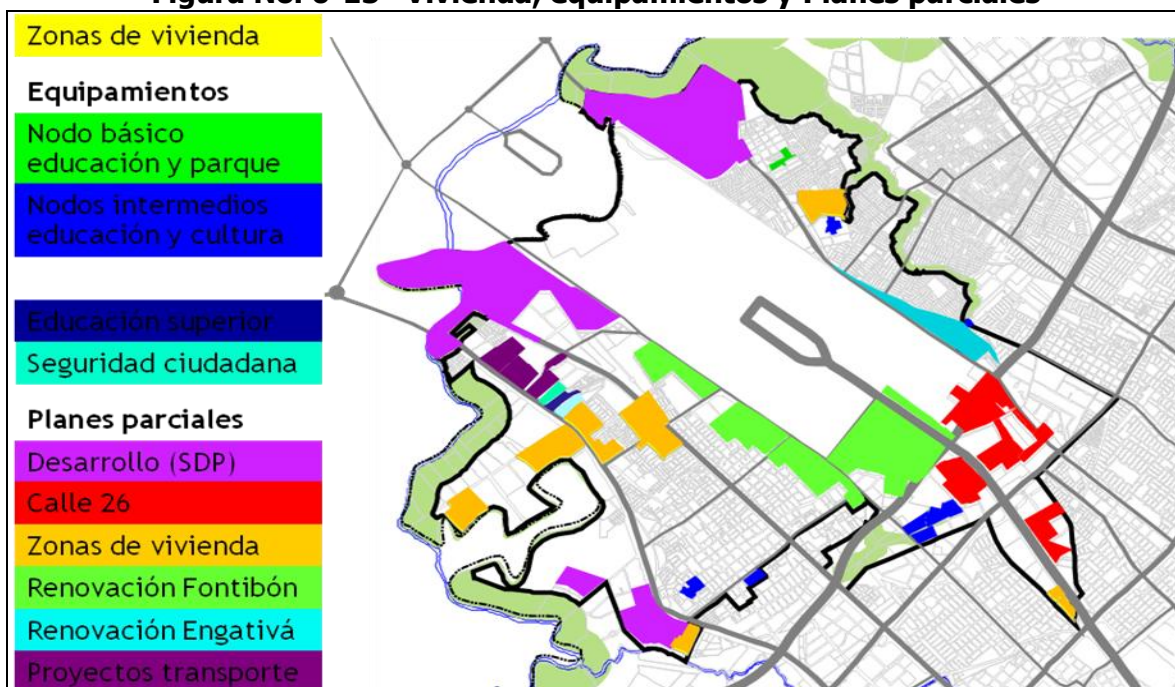 Figura No. 6-25 Vivienda, equipamientos y Planes parciales
Zonas de vivienda
Equipamientos
Nodo básico
educación y parque
Nodos intermedios
educación y cultura
Educación superior
Seguridad ciudadana
Planes parciales
Desarrollo (SDP)
Calle 26
Zonas de vivienda
Renovación Fontibón
Renovación Engativá
Proyectos transporte